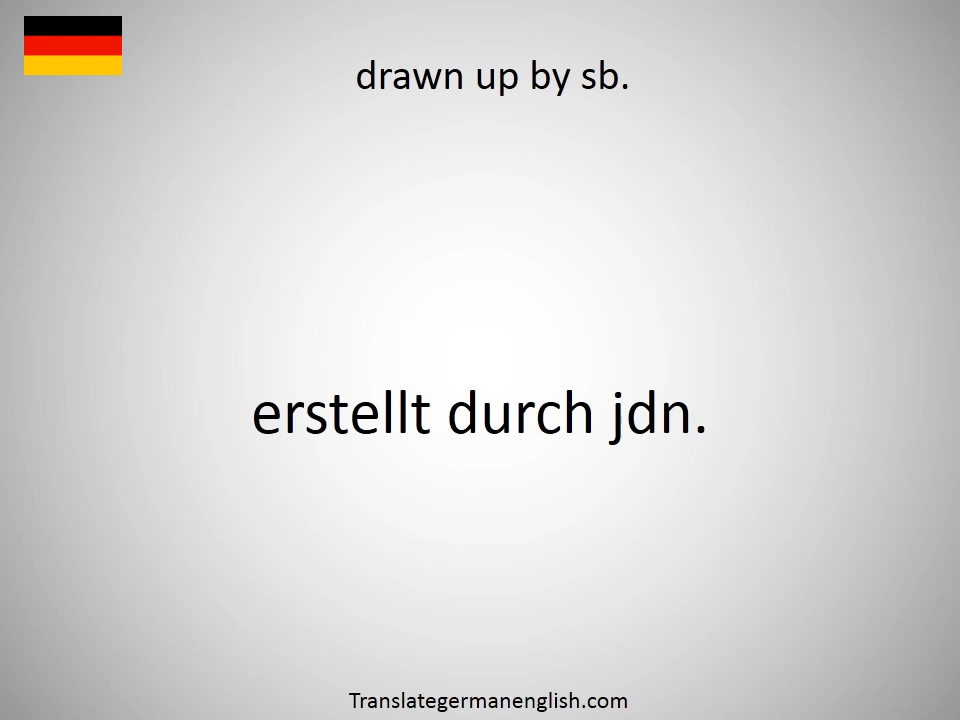 drawn up by sb.
erstellt durch jdn.
Translategermanenglish.com